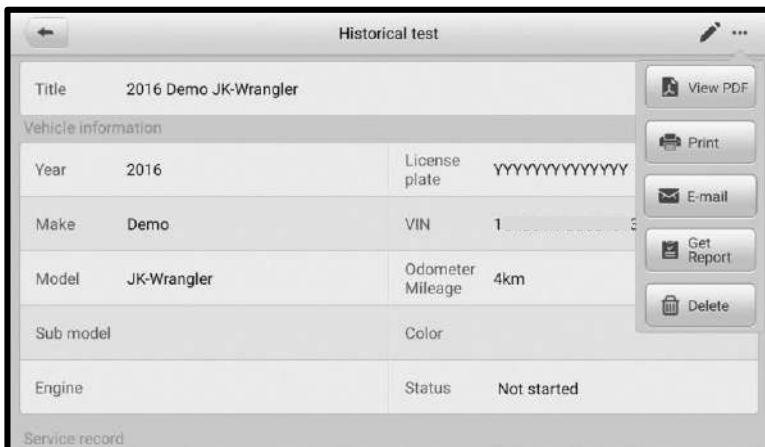 Historical test
Title 2016 Demo JK-Wrangler
View PDF
Vehicle information
Print
Year 2016 License plate YYYYYYYYYYYYYY
E-mail
Make Demo VIN 1
Get Report
Model JK-Wrangler Odometer Mileage 4km
Delete
Sub model Color
Engine Status Not started
Service record